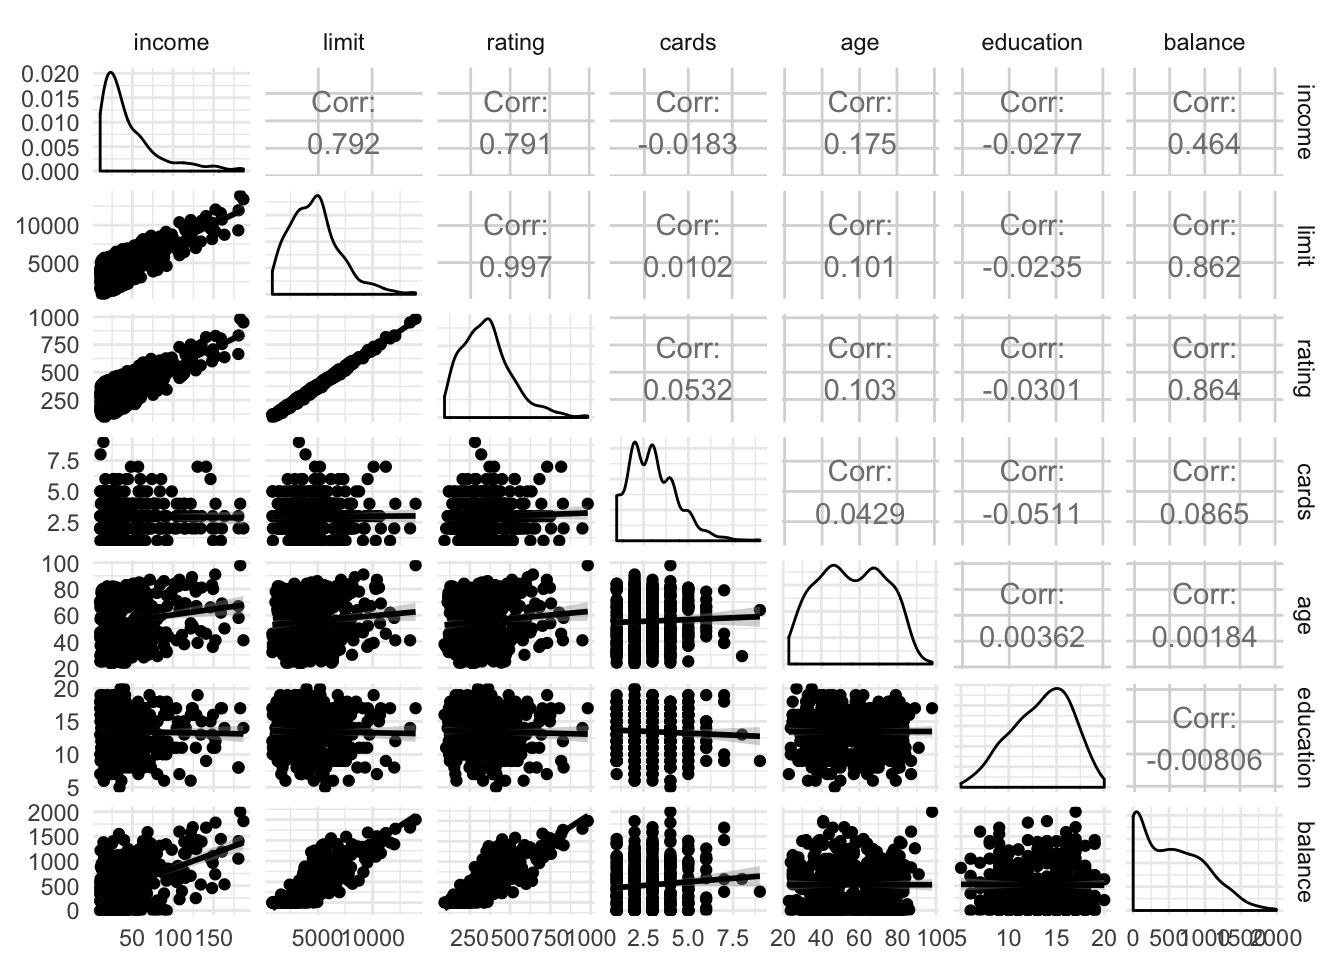 income limit rating cards age education balance
0.020
0.015
0.010
0.005
0.000
Corr: Corr: Corr: Corr: Corr: Corr:
0.792 0.791 -0.0183 0.175 -0.0277 0.464
income
10000
5000
Corr: Corr: Corr: Corr: Corr:
0.997 0.0102 0.101 -0.0235 0.862
limit
1000
750
500
250
Corr: Corr: Corr: Corr:
0.0532 0.103 -0.0301 0.864
rating
7.5
5.0
2.5
Corr: Corr: Corr:
0.0429 -0.0511 0.0865
cards
100
80
60
40
20
Corr: Corr:
0.00362 0.00184
age
20
15
10
5
Corr:
-0.00806
education
2000
1500
1000
500
0
balance
50 100 150 5000 10000 250 500 750 1000 2.5 5.0 7.5 20 40 60 80 100 5 10 15 20 0 500 1000 1500 2000